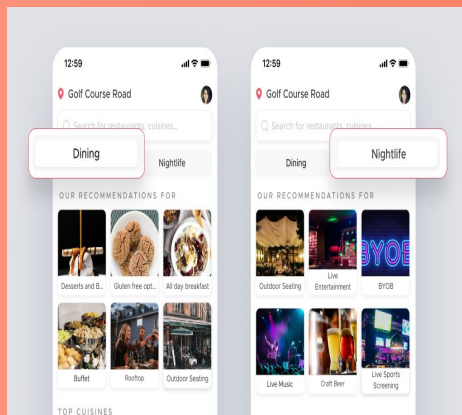 12:59
Golf Course Road
Search for restaurants, cuisines...
Dining
Nightlife
OUR RECOMMENDATIONS FOR
Desserts and B...
Gluten free opt...
All day breakfast
Buffet
Rooftop
Outdoor Seating
TOP CUISINES
12:59
Golf Course Road
Search for restaurants, cuisines
Dining
Nightlife
OUR RECOMMENDATIONS FOR
BYOB
Outdoor Seating
Live
Entertainment
BYOB
Live Music
Craft Beer
Live Sports
Screening